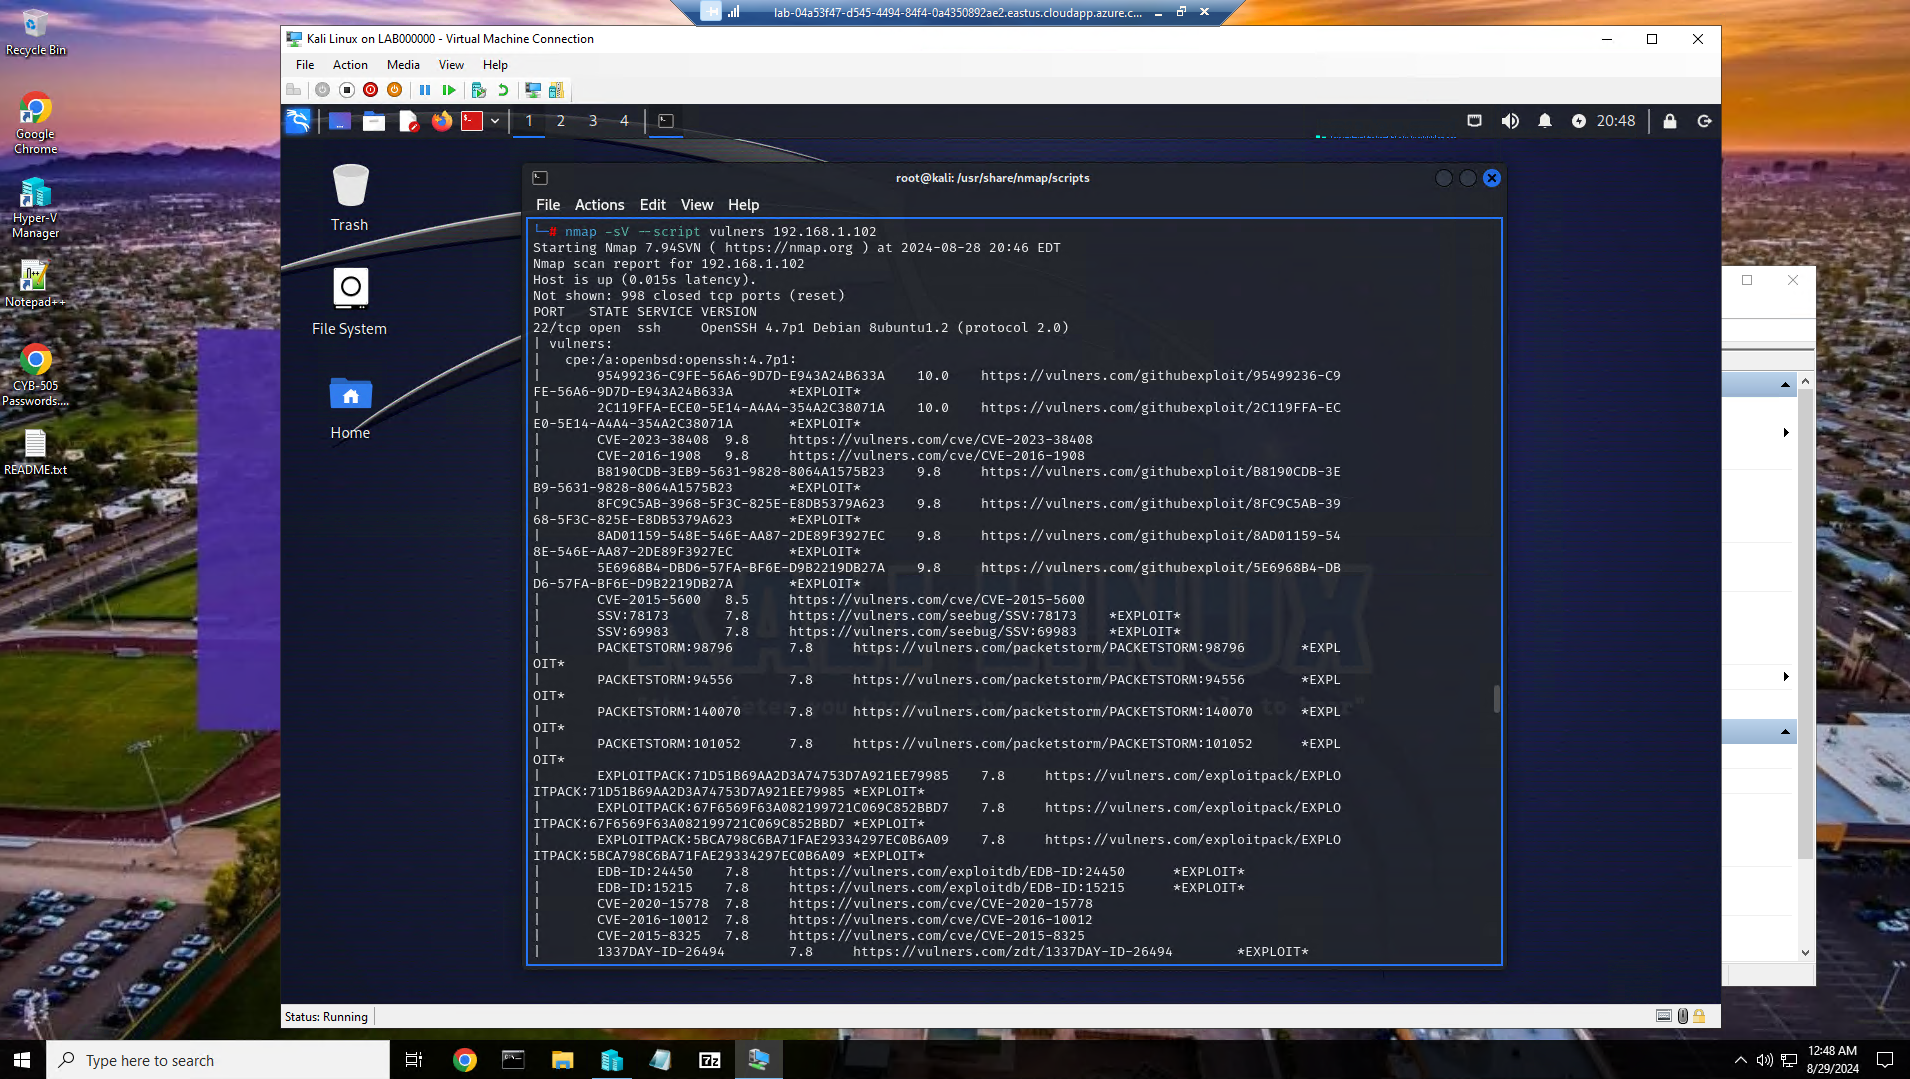 lab-04a53f47-d545-4494-84f4-0a4350892ae2.eastus.cloudapp.azure.c...
Recycle Bin
Google
Chrome
Hyper-V
Manager
Notepad++
CYB-505
Passwords....
README.txt
Kali Linux on LAB000000 - Virtual Machine Connection
File Action Media View Help
1 2 3 4
20:48
Trash
File System
Home
root@kali: /usr/share/nmap/scripts
File Actions Edit View Help
└─# nmap -sV --script vulners 192.168.1.102
Starting Nmap 7.94SVN ( https://nmap.org ) at 2024-08-28 20:46 EDT
Nmap scan report for 192.168.1.102
Host is up (0.015s latency).
Not shown: 998 closed tcp ports (reset)
PORT   STATE SERVICE VERSION
22/tcp open  ssh     OpenSSH 4.7p1 Debian 8ubuntu1.2 (protocol 2.0)
| vulners:
|   cpe:/a:openbsd:openssh:4.7p1:
|       95499236-C9FE-56A6-9D7D-E943A24B633A    10.0    https://vulners.com/githubexploit/95499236-C9
FE-56A6-9D7D-E943A24B633A       *EXPLOIT*
|       2C119FFA-ECE0-5E14-A4A4-354A2C38071A    10.0    https://vulners.com/githubexploit/2C119FFA-EC
E0-5E14-A4A4-354A2C38071A       *EXPLOIT*
|       CVE-2023-38408  9.8     https://vulners.com/cve/CVE-2023-38408
|       CVE-2016-1908   9.8     https://vulners.com/cve/CVE-2016-1908
|       B8190CDB-3EB9-5631-9828-8064A1575B23    9.8     https://vulners.com/githubexploit/B8190CDB-3E
B9-5631-9828-8064A1575B23       *EXPLOIT*
|       8FC9C5AB-3968-5F3C-825E-E8DB5379A623    9.8     https://vulners.com/githubexploit/8FC9C5AB-39
68-5F3C-825E-E8DB5379A623       *EXPLOIT*
|       8AD01159-548E-546E-AA87-2DE89F3927EC    9.8     https://vulners.com/githubexploit/8AD01159-54
8E-546E-AA87-2DE89F3927EC       *EXPLOIT*
|       5E6968B4-DBD6-57FA-BF6E-D9B2219DB27A    9.8     https://vulners.com/githubexploit/5E6968B4-DB
D6-57FA-BF6E-D9B2219DB27A       *EXPLOIT*
|       CVE-2015-5600   8.5     https://vulners.com/cve/CVE-2015-5600
|       SSV:78173       7.8     https://vulners.com/seebug/SSV:78173    *EXPLOIT*
|       SSV:69983       7.8     https://vulners.com/seebug/SSV:69983    *EXPLOIT*
|       PACKETSTORM:98796       7.8     https://vulners.com/packetstorm/PACKETSTORM:98796       *EXPL
OIT*
|       PACKETSTORM:94556       7.8     https://vulners.com/packetstorm/PACKETSTORM:94556       *EXPL
OIT*
|       PACKETSTORM:140070      7.8     https://vulners.com/packetstorm/PACKETSTORM:140070      *EXPL
OIT*
|       PACKETSTORM:101052      7.8     https://vulners.com/packetstorm/PACKETSTORM:101052      *EXPL
OIT*
|       EXPLOITPACK:71D51B69AA2D3A74753D7A921EE79985    7.8     https://vulners.com/exploitpack/EXPLO
ITPACK:71D51B69AA2D3A74753D7A921EE79985 *EXPLOIT*
|       EXPLOITPACK:67F6569F63A082199721C069C852BBD7    7.8     https://vulners.com/exploitpack/EXPLO
ITPACK:67F6569F63A082199721C069C852BBD7 *EXPLOIT*
|       EXPLOITPACK:5BCA798C6BA71FAE29334297EC0B6A09    7.8     https://vulners.com/exploitpack/EXPLO
ITPACK:5BCA798C6BA71FAE29334297EC0B6A09 *EXPLOIT*
|       EDB-ID:24450    7.8     https://vulners.com/exploitdb/EDB-ID:24450      *EXPLOIT*
|       EDB-ID:15215    7.8     https://vulners.com/exploitdb/EDB-ID:15215      *EXPLOIT*
|       CVE-2020-15778  7.8     https://vulners.com/cve/CVE-2020-15778
|       CVE-2016-10012  7.8     https://vulners.com/cve/CVE-2016-10012
|       CVE-2015-8325   7.8     https://vulners.com/cve/CVE-2015-8325
|       1337DAY-ID-26494        7.8     https://vulners.com/zdt/1337DAY-ID-26494        *EXPLOIT*
KALI LINUX
Status: Running
Type here to search
7z
12:48 AM
8/29/2024